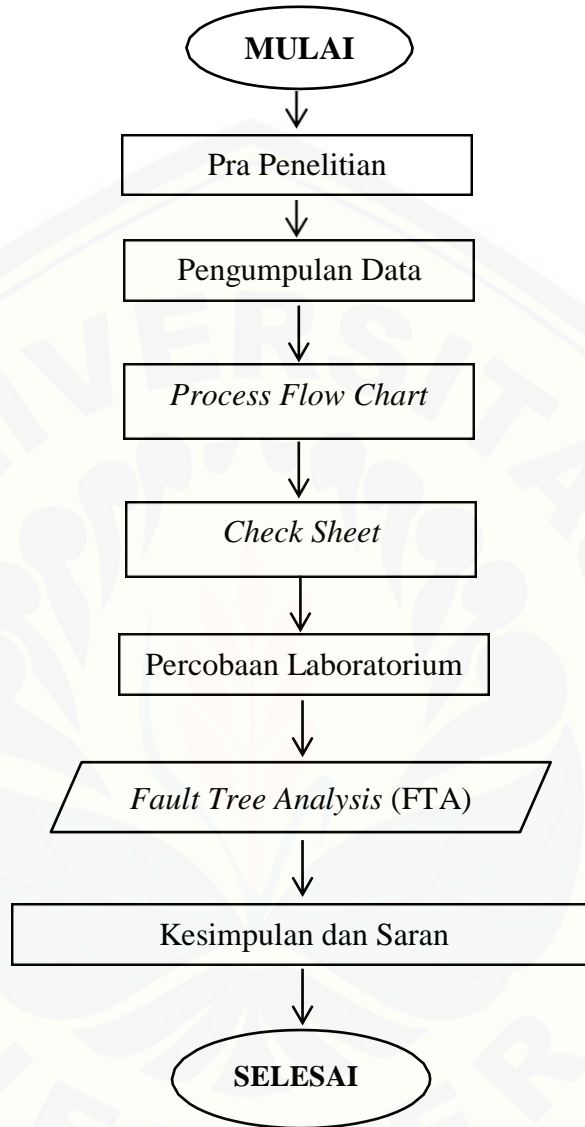 MULAI
Pra Penelitian
Pengumpulan Data
Process Flow Chart
Check Sheet
Percobaan Laboratorium
Fault Tree Analysis (FTA)
Kesimpulan dan Saran
SELESAI